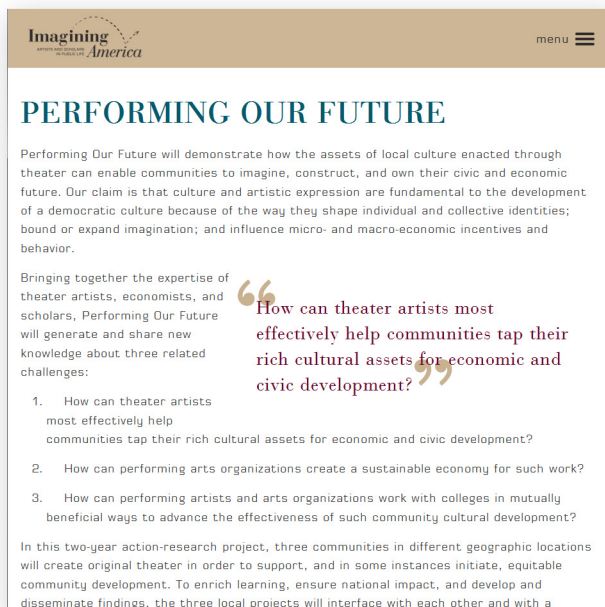 Imagining
America
ARTISTS AND SCHOLARS
IN PUBLIC LIFE
menu
PERFORMING OUR FUTURE
Performing Our Future will demonstrate how the assets of local culture enacted through
theater can enable communities to imagine, construct, and own their civic and economic
future. Our claim is that culture and artistic expression are fundamental to the development
of a democratic culture because of the way they shape individual and collective identities;
bound or expand imagination; and influence micro- and macro-economic incentives and
behavior.
Bringing together the expertise of
theater artists, economists, and
scholars, Performing Our Future
will generate and share new
knowledge about three related
challenges:
“How can theater artists most
effectively help communities tap their
rich cultural assets for economic and
civic development?”
1. How can theater artists
most effectively help
communities tap their rich cultural assets for economic and civic development?
2. How can performing arts organizations create a sustainable economy for such work?
3. How can performing artists and arts organizations work with colleges in mutually
beneficial ways to advance the effectiveness of such community cultural development?
In this two-year action-research project, three communities in different geographic locations
will create original theater in order to support, and in some instances initiate, equitable
community development. To enrich learning, ensure national impact, and develop and
disseminate findings, the three local projects will interface with each other and with a